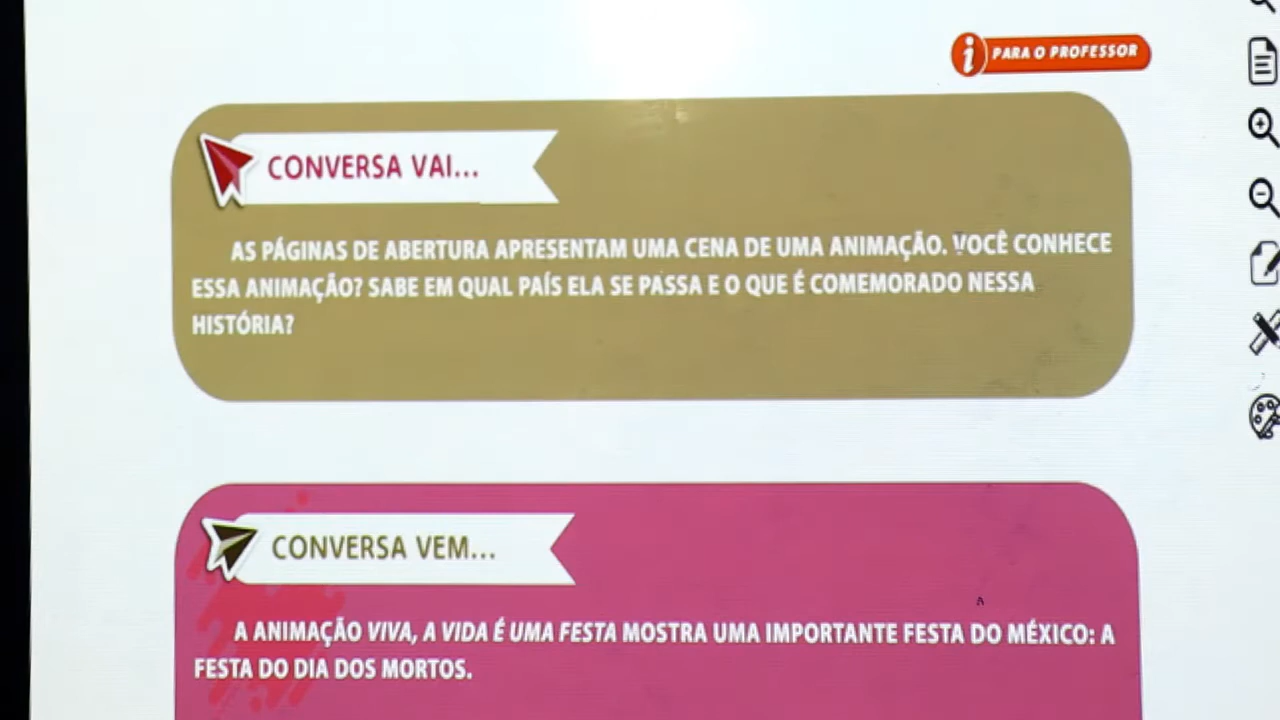 PARA O PROFESSOR
CONVERSA VAI...
AS PÁGINAS DE ABERTURA APRESENTAM UMA CENA DE UMA ANIMAÇÃO. VOCÊ CONHECE
ESSA ANIMAÇÃO? SABE EM QUAL PAÍS ELA SE PASSA E O QUE É COMEMORADO NESSA
HISTÓRIA?
CONVERSA VEM...
A ANIMAÇÃO VIVA, A VIDA É UMA FESTA MOSTRA UMA IMPORTANTE FESTA DO MÉXICO: A
FESTA DO DIA DOS MORTOS.